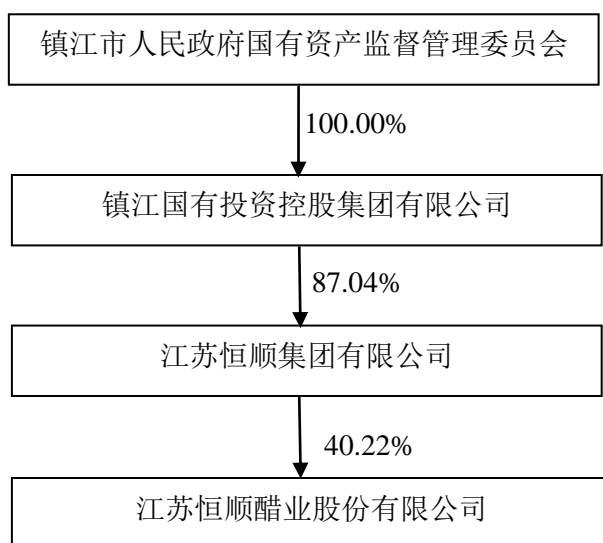 镇江市人民政府国有资产监督管理委员会
100.00%
镇江国有投资控股集团有限公司
87.04%
江苏恒顺集团有限公司
40.22%
江苏恒顺醋业股份有限公司